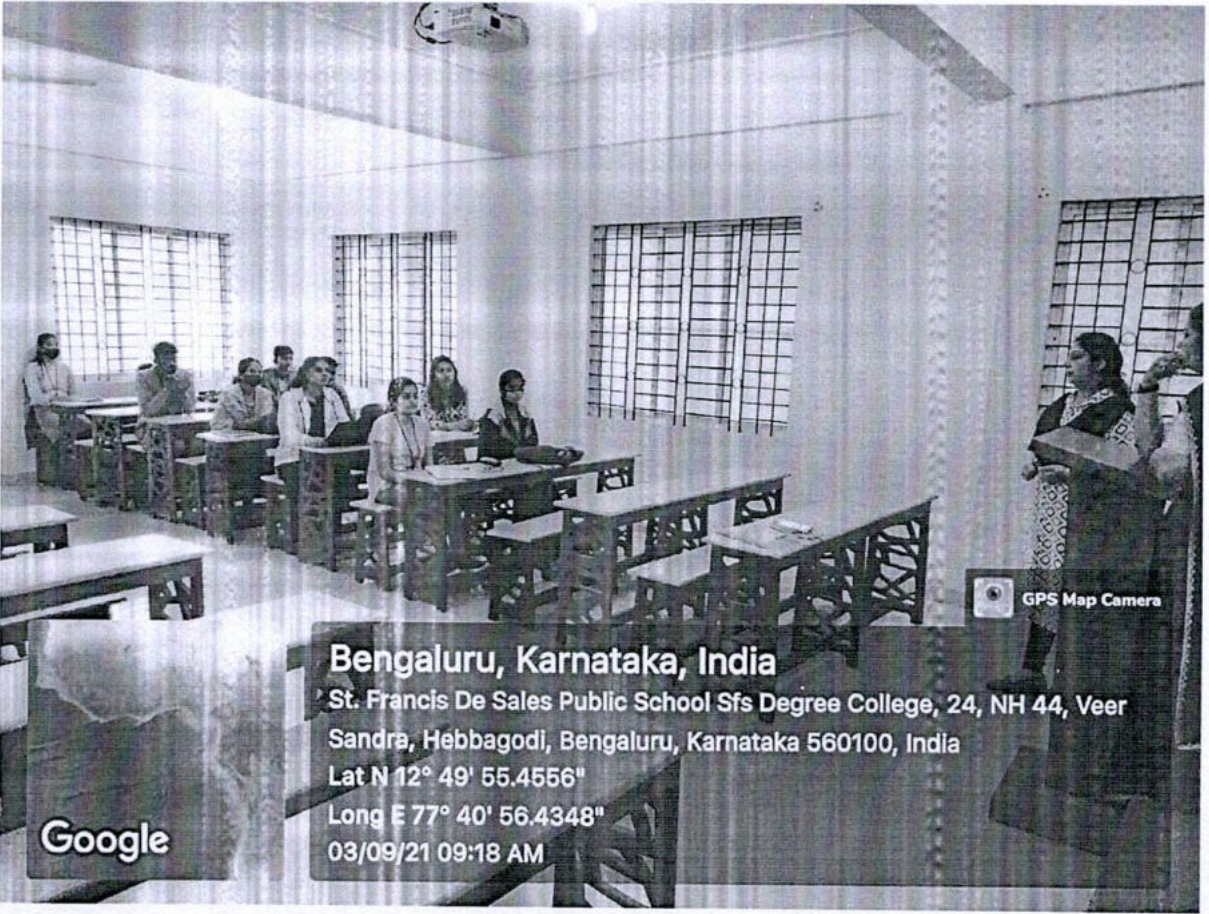 GPS Map Camera
Bengaluru, Karnataka, India
St. Francis De Sales Public School Sfs Degree College, 24, NH 44, Veer
Sandra, Hebbagodi, Bengaluru, Karnataka 560100, India
Lat N 12° 49' 55.4556"
Long E 77° 40' 56.4348"
03/09/21 09:18 AM
Google